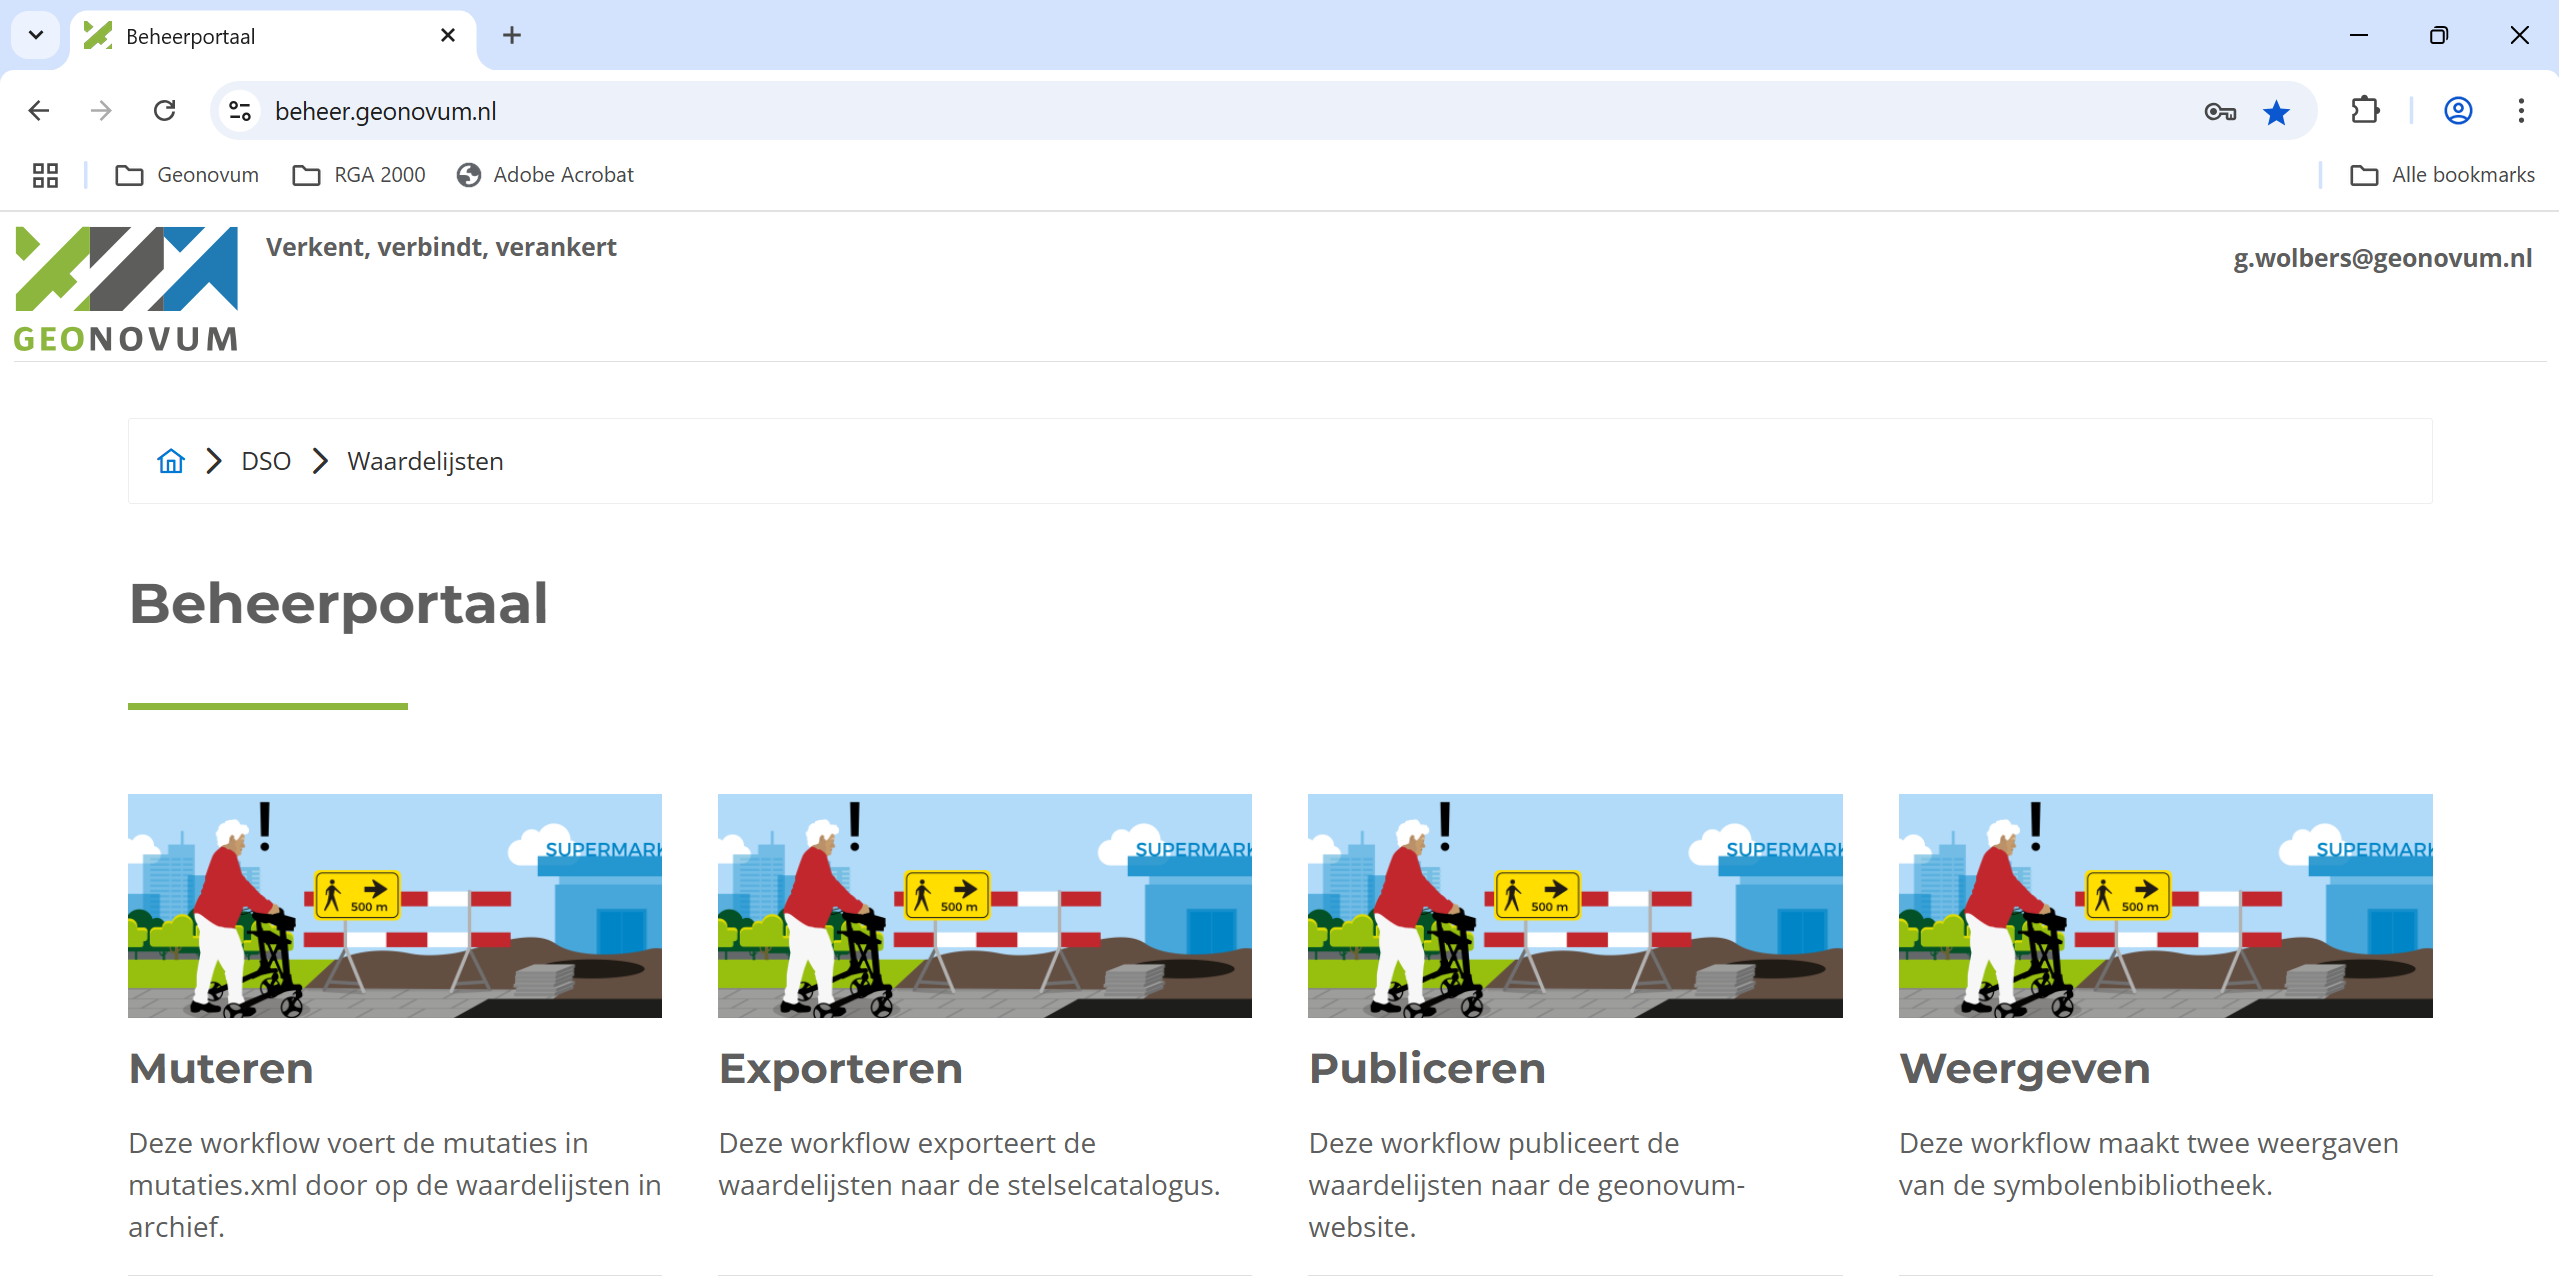 Beheerportaal
beheer.geonovum.nl
Geonovum
RGA 2000
Adobe Acrobat
Alle bookmarks
GEONOVUM
Verkent, verbindt, verankert
g.wolbers@geonovum.nl
DSO
Waardelijsten
Beheerportaal
!
SUPERMARK
500 m
!
SUPERMARK
500 m
!
SUPERMARK
500 m
!
SUPERMARK
500 m
Muteren
Deze workflow voert de mutaties in
mutaties.xml door op de waardelijsten in
archief.
Exporteren
Deze workflow exporteert de
waardelijsten naar de stelselcatalogus.
Publiceren
Deze workflow publiceert de
waardelijsten naar de geonovum-
website.
Weergeven
Deze workflow maakt twee weergaven
van de symbolenbibliotheek.